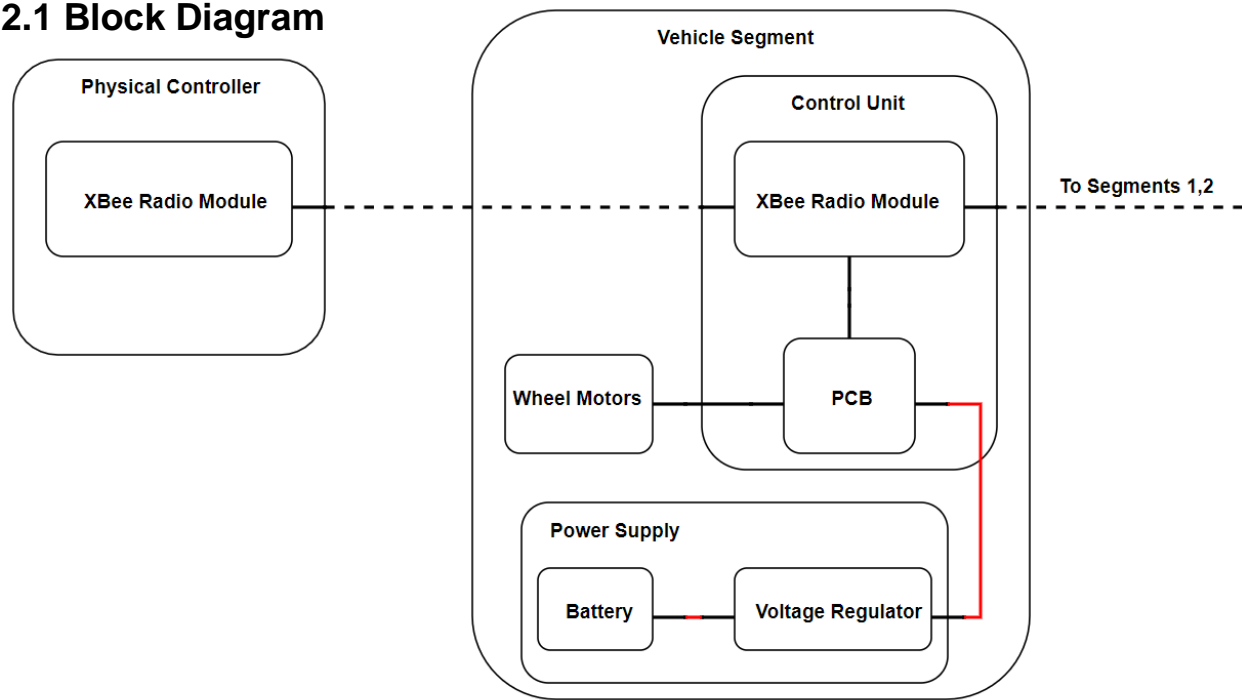 2.1 Block Diagram
Vehicle Segment
Physical Controller
Control Unit
XBee Radio Module
XBee Radio Module
To Segments 1,2
Wheel Motors
PCB
Power Supply
Battery
Voltage Regulator